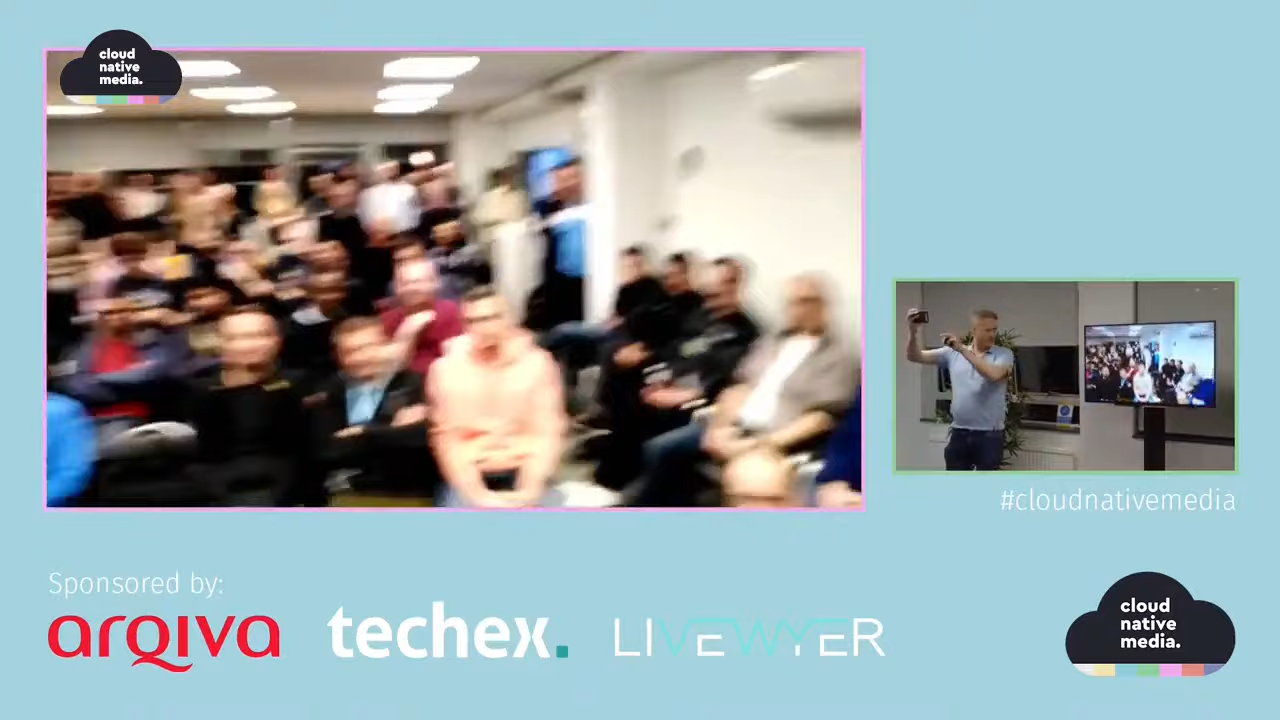 cloud
native
media.
#cloudnativemedia
Sponsored by:
arqiva
techex.
LIVEWYER
cloud
native
media.